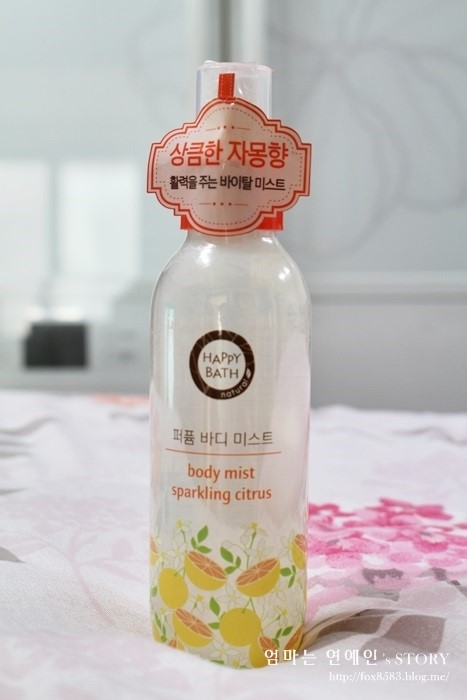 상큼한 자몽향
활력을 주는 바이탈 미스트
HAPPY
BATH
natural
퍼퓸 바디 미스트
body mist
sparkling citrus
엄마는 연예인's STORY
http://fox8583.blog.me/